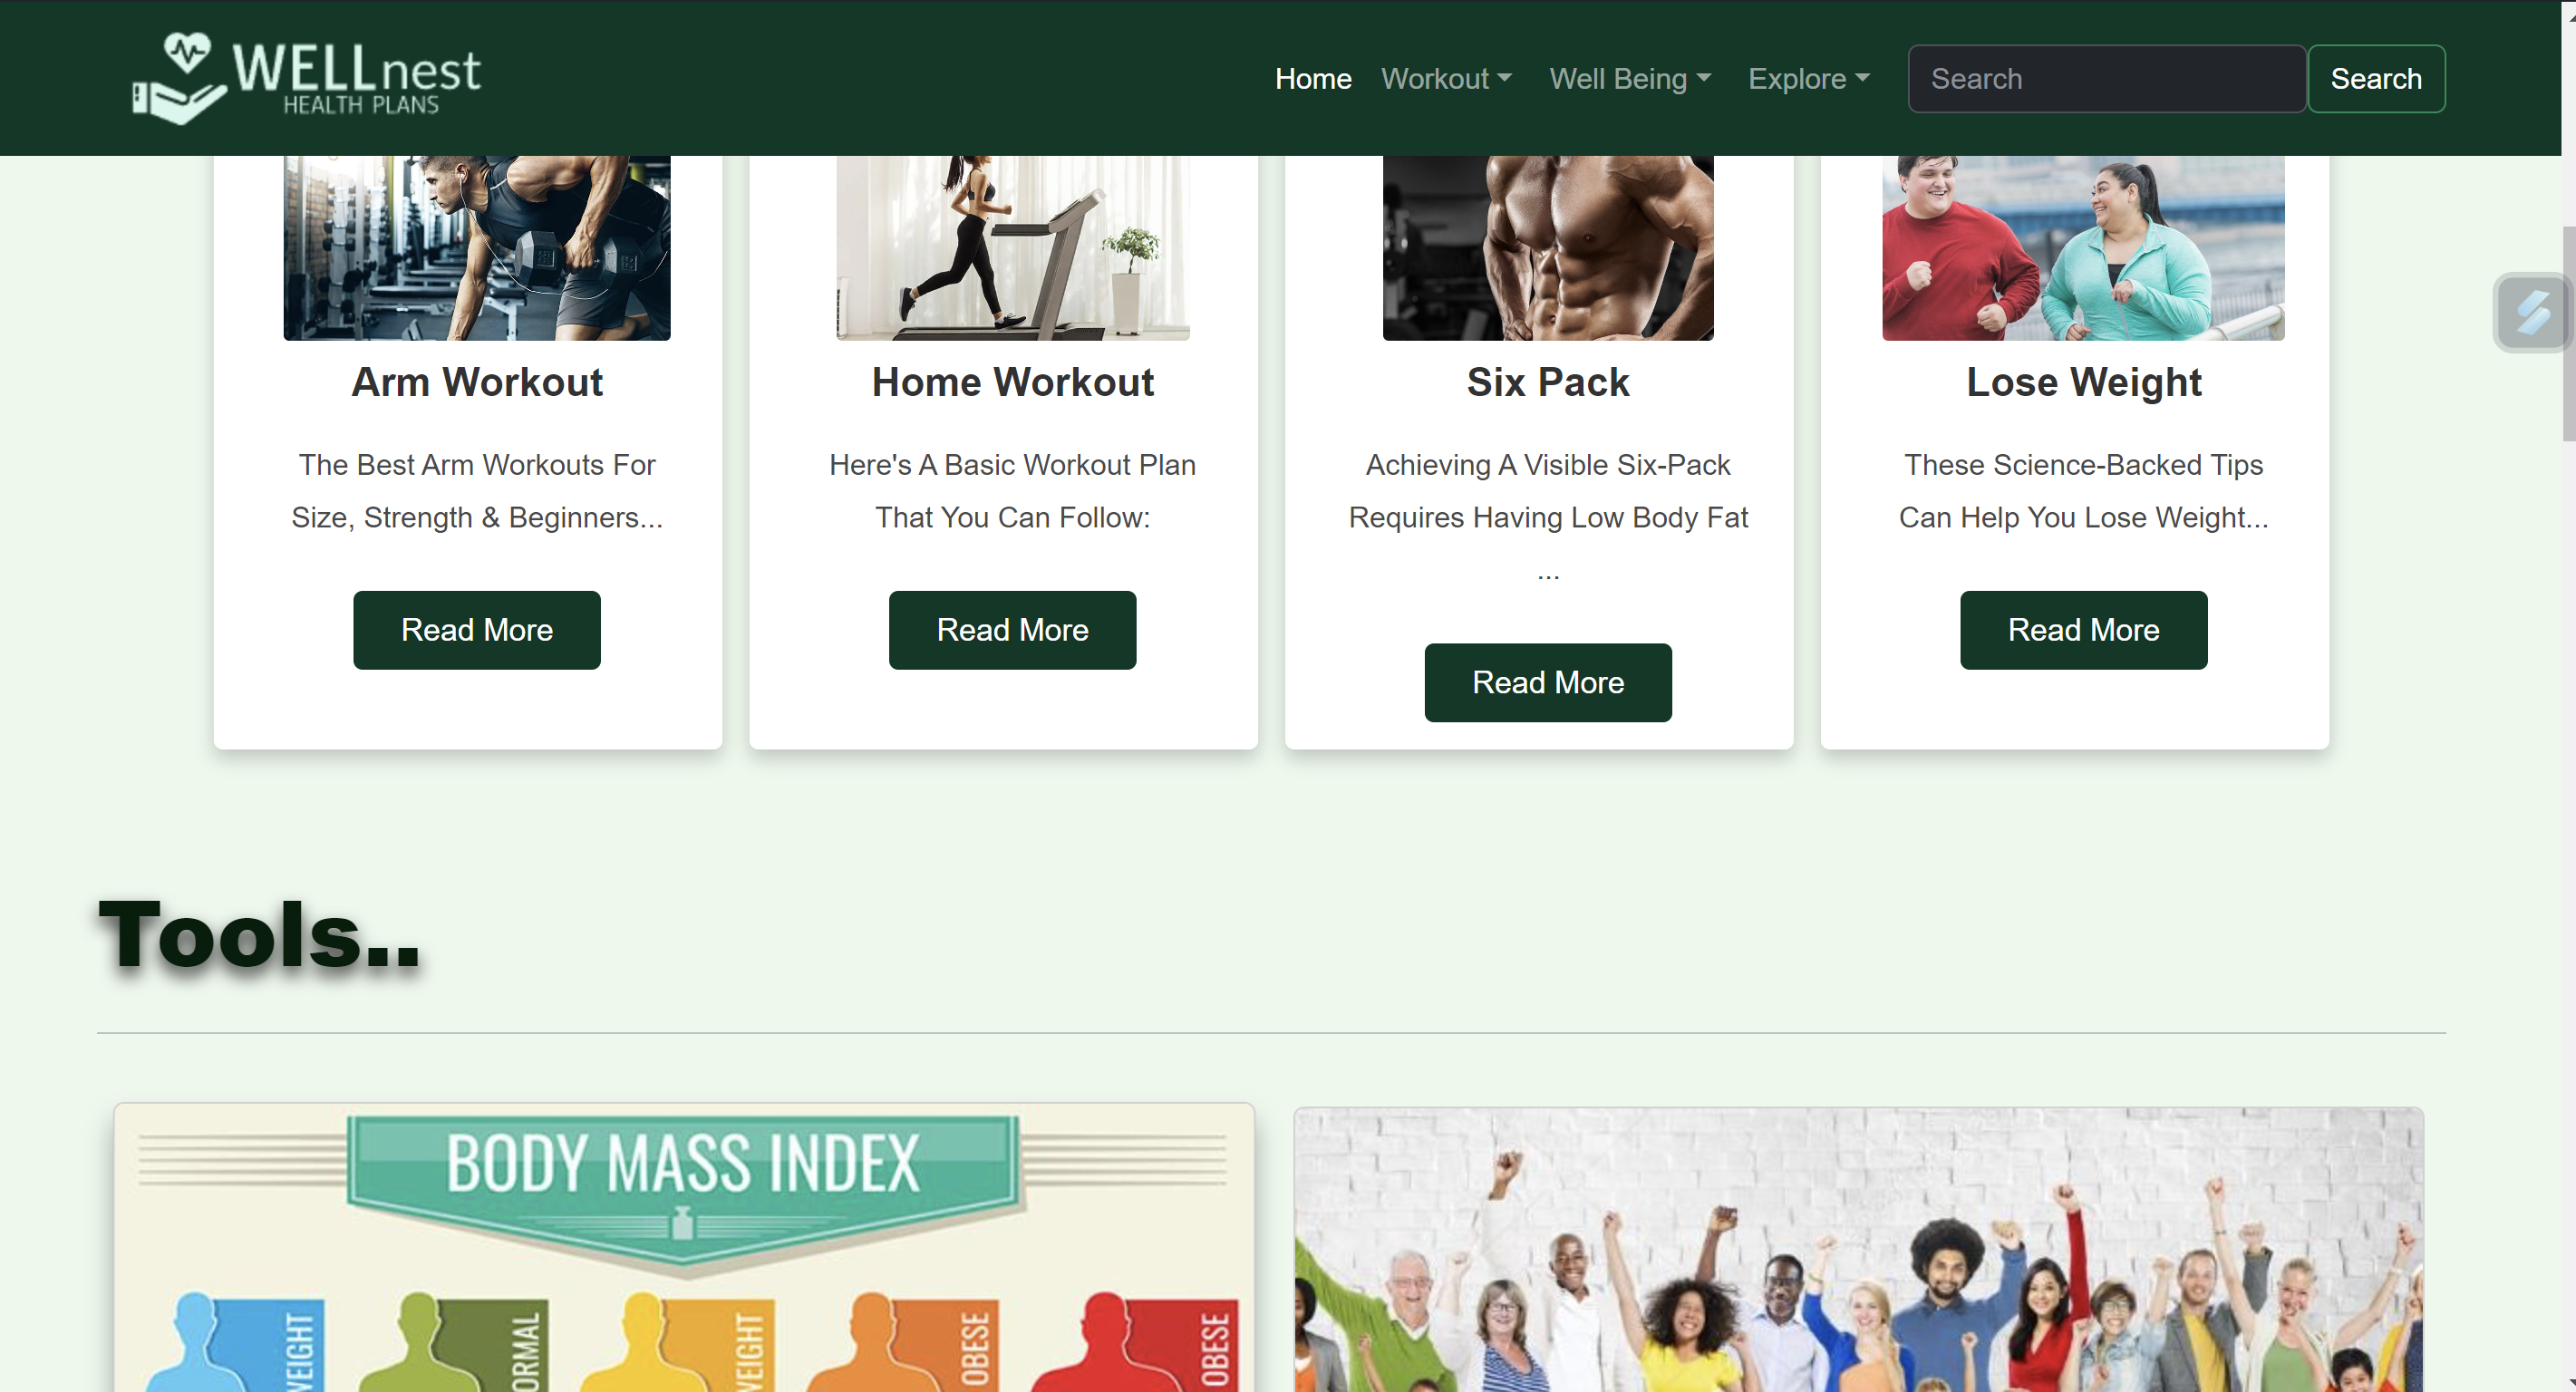 WELLnest
HEALTH PLANS
Home Workout Well Being Explore Search Search
Arm Workout
The Best Arm Workouts For
Size, Strength & Beginners...
Read More
Home Workout
Here's A Basic Workout Plan
That You Can Follow:
Read More
Six Pack
Achieving A Visible Six-Pack
Requires Having Low Body Fat
...
Read More
Lose Weight
These Science-Backed Tips
Can Help You Lose Weight...
Read More
Tools..
BODY MASS INDEX
OBESE
OBESE